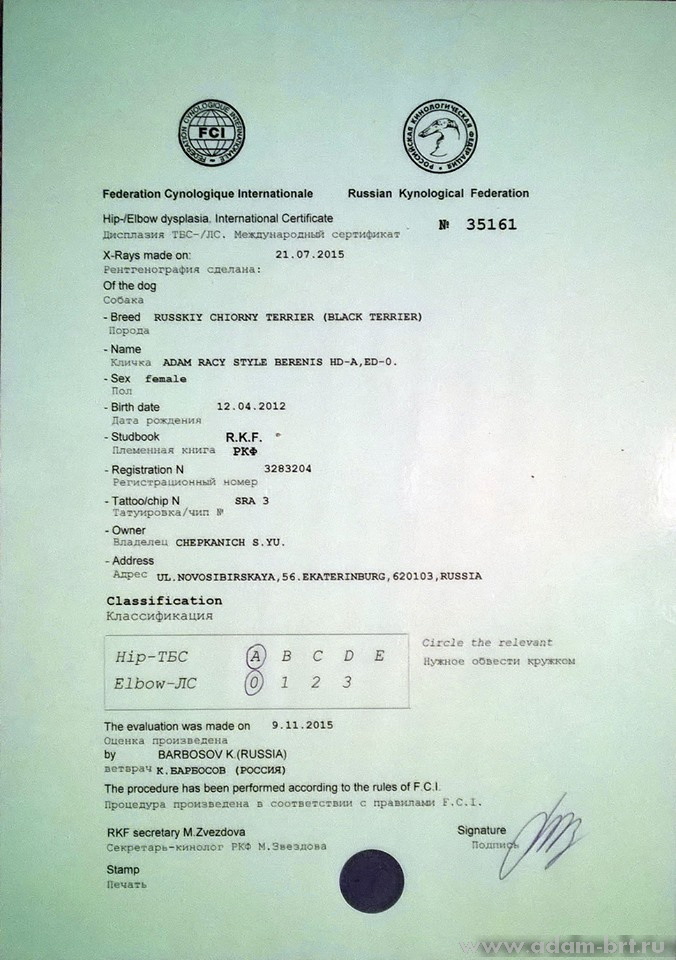 FEDERATION CYNOLOGIQUE INTERNATIONALE
FCI
РОССИЙСКАЯ КИНОЛОГИЧЕСКАЯ ФЕДЕРАЦИЯ
Federation Cynologique Internationale Russian Kynological Federation
Hip-/Elbow dysplasia. International Certificate № 35161
Дисплазия ТБС-/ЛС. Международный сертификат
X-Rays made on: 21.07.2015
Рентгенография сделана:
Of the dog
Собака
- Breed RUSSKIY CHIORNY TERRIER (BLACK TERRIER)
Порода
- Name
Кличка ADAM RACY STYLE BERENIS HD-A,ED-0.
- Sex female
Пол
- Birth date 12.04.2012
Дата рождения
- Studbook R.K.F.
Племенная книга РКФ
- Registration N 3283204
Регистрационный номер
- Tattoo/chip N SRA 3
Татуировка/чип №
- Owner
Владелец CHEPKANICH S.YU.
- Address
Адрес UL.NOVOSIBIRSKAYA,56.EKATERINBURG,620103,RUSSIA
Classification
Классификация
Hip-ТБС A B C D E
Elbow-ЛС 0 1 2 3
Circle the relevant
Нужное обвести кружком
The evaluation was made on 9.11.2015
Оценка произведена
by BARBOSOV K.(RUSSIA)
ветврач К.БАРБОСОВ (РОССИЯ)
The procedure has been performed according to the rules of F.C.I.
Процедура произведена в соответствии с правилами F.C.I.
RKF secretary M.Zvezdova Signature
Секретарь-кинолог РКФ М.Звездова Подпись
Stamp
Печать
www.adam-brt.ru